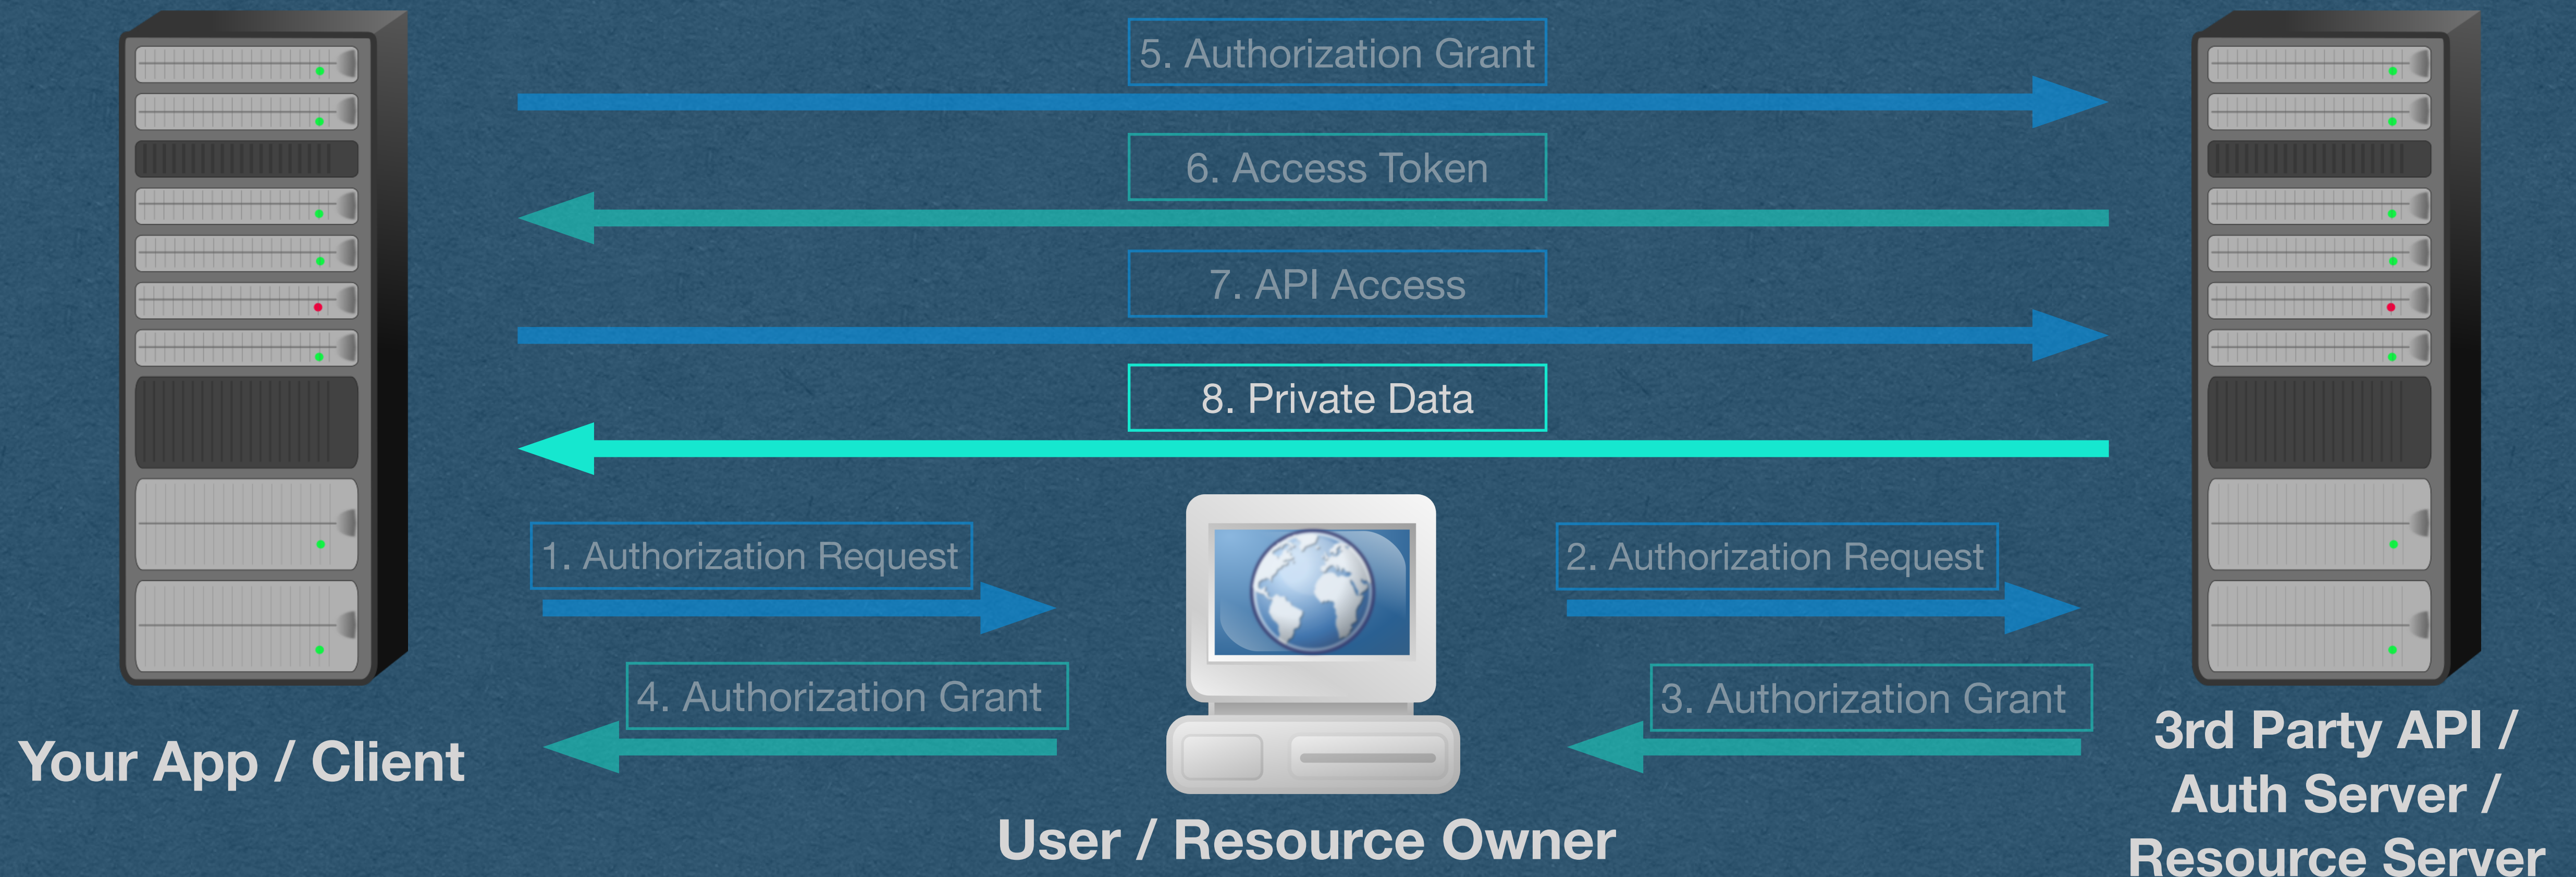 5. Authorization Grant
6. Access Token
7. API Access
8. Private Data
1. Authorization Request
2. Authorization Request
4. Authorization Grant
3. Authorization Grant
Your App / Client
User / Resource Owner
3rd Party API /
Auth Server /
Resource Server